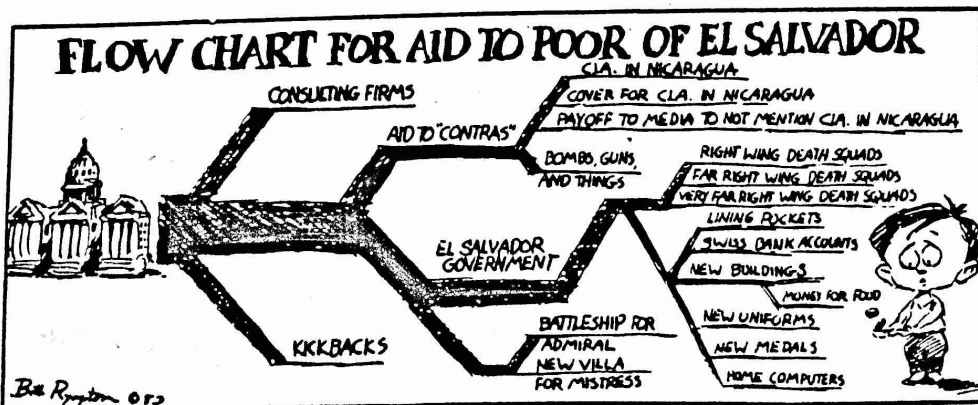 FLOW CHART FOR AID TO POOR OF EL SALVADOR
CONSULTING FIRMS
AID TO "CONTRAS"
C.I.A. IN NICARAGUA
COVER FOR C.I.A. IN NICARAGUA
PAYOFF TO MEDIA TO NOT MENTION C.I.A. IN NICARAGUA
BOMBS, GUNS,
AND THINGS
RIGHT WING DEATH SQUADS
FAR RIGHT WING DEATH SQUADS
VERY FAR RIGHT WING DEATH SQUADS
EL SALVADOR
GOVERNMENT
LINING POCKETS
SWISS BANK ACCOUNTS
NEW BUILDINGS
MONEY FOR FOOD
NEW UNIFORMS
NEW MEDALS
HOME COMPUTERS
KICKBACKS
BATTLESHIP FOR
ADMIRAL
NEW VILLA
FOR MISTRESS
Bill